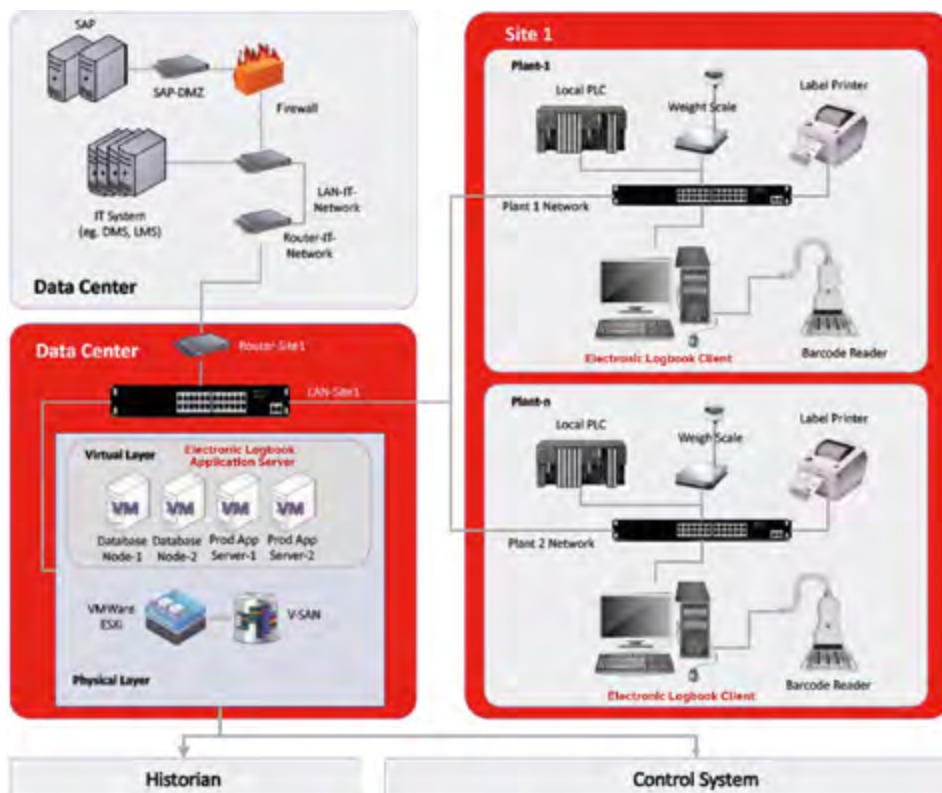 SAP
SAP-DMZ
Firewall
IT System
(eg. DMS, LMS)
LAN-IT-
Network
Router-IT-
Network
Data Center
Data Center
Router-Site1
LAN-Site1
Virtual Layer
Electronic Logbook
Application Server
VM
VM
VM
VM
Database
Node-1
Database
Node-2
Prod App
Server-1
Prod App
Server-2
VMWare
ESXi
V-SAN
Physical Layer
Site 1
Plant-1
Local PLC
Weight Scale
Label Printer
Plant 1 Network
Electronic Logbook Client
Barcode Reader
Plant-n
Local PLC
Weigh Scale
Label Printer
Plant 2 Network
Electronic Logbook Client
Barcode Reader
Historian
Control System